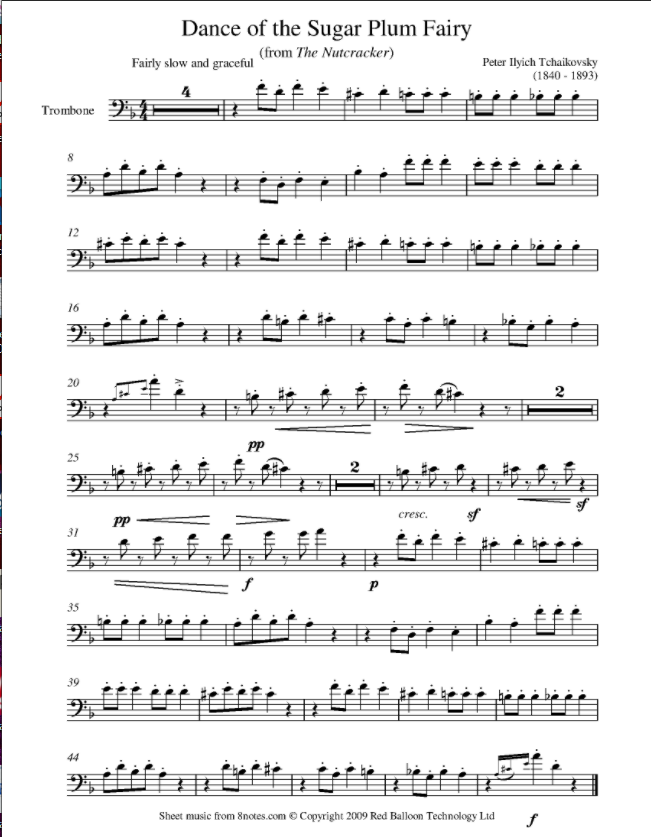 Dance of the Sugar Plum Fairy
(from The Nutcracker)
Fairly slow and graceful
Peter Ilyich Tchaikovsky
(1840 - 1893)
Trombone
4
8
12
16
20
pp
2
25
pp
2
cresc.
sf
sf
31
f
p
35
39
44
f
Sheet music from 8notes.com © Copyright 2009 Red Balloon Technology Ltd